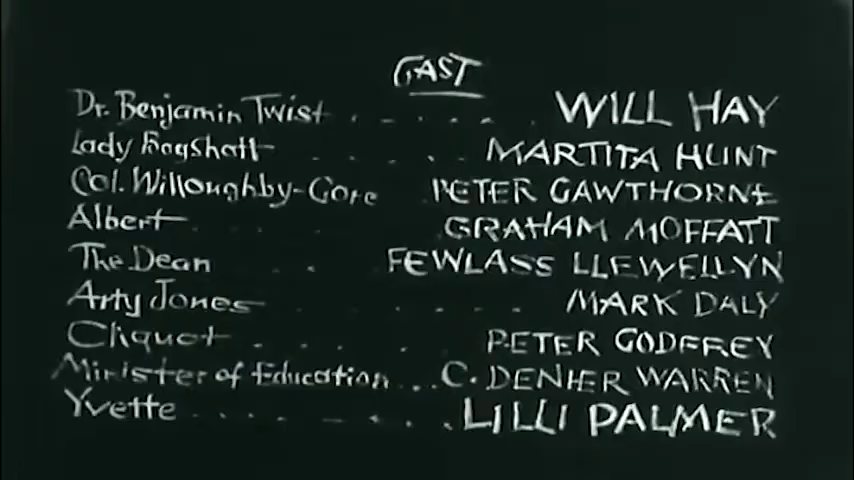 CAST
Dr. Benjamin Twist . . . . . . WILL HAY
Lady Bagshott . . . . . MARTITA HUNT
Col. Willoughby-Gore PETER GAWTHORNE
Albert . . . . GRAHAM MOFFATT
The Dean . . FEWLASS LLEWELLYN
Arty Jones . . . . . . MARK DALY
Cliquot . . . . PETER GODFREY
Minister of Education ... C. DENIER WARREN
Yvette . . . . . . . . LILLI PALMER